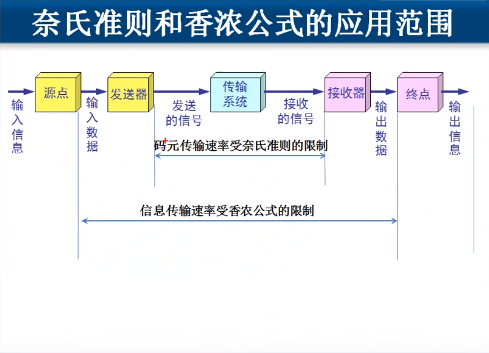 奈氏准则和香浓公式的应用范围
源点
发送器
传输
系统
接收器
终点
输入信息
输入数据
发送
的信号
接收
的信号
输出数据
输出信息
码元传输速率受奈氏准则的限制
信息传输速率受香农公式的限制